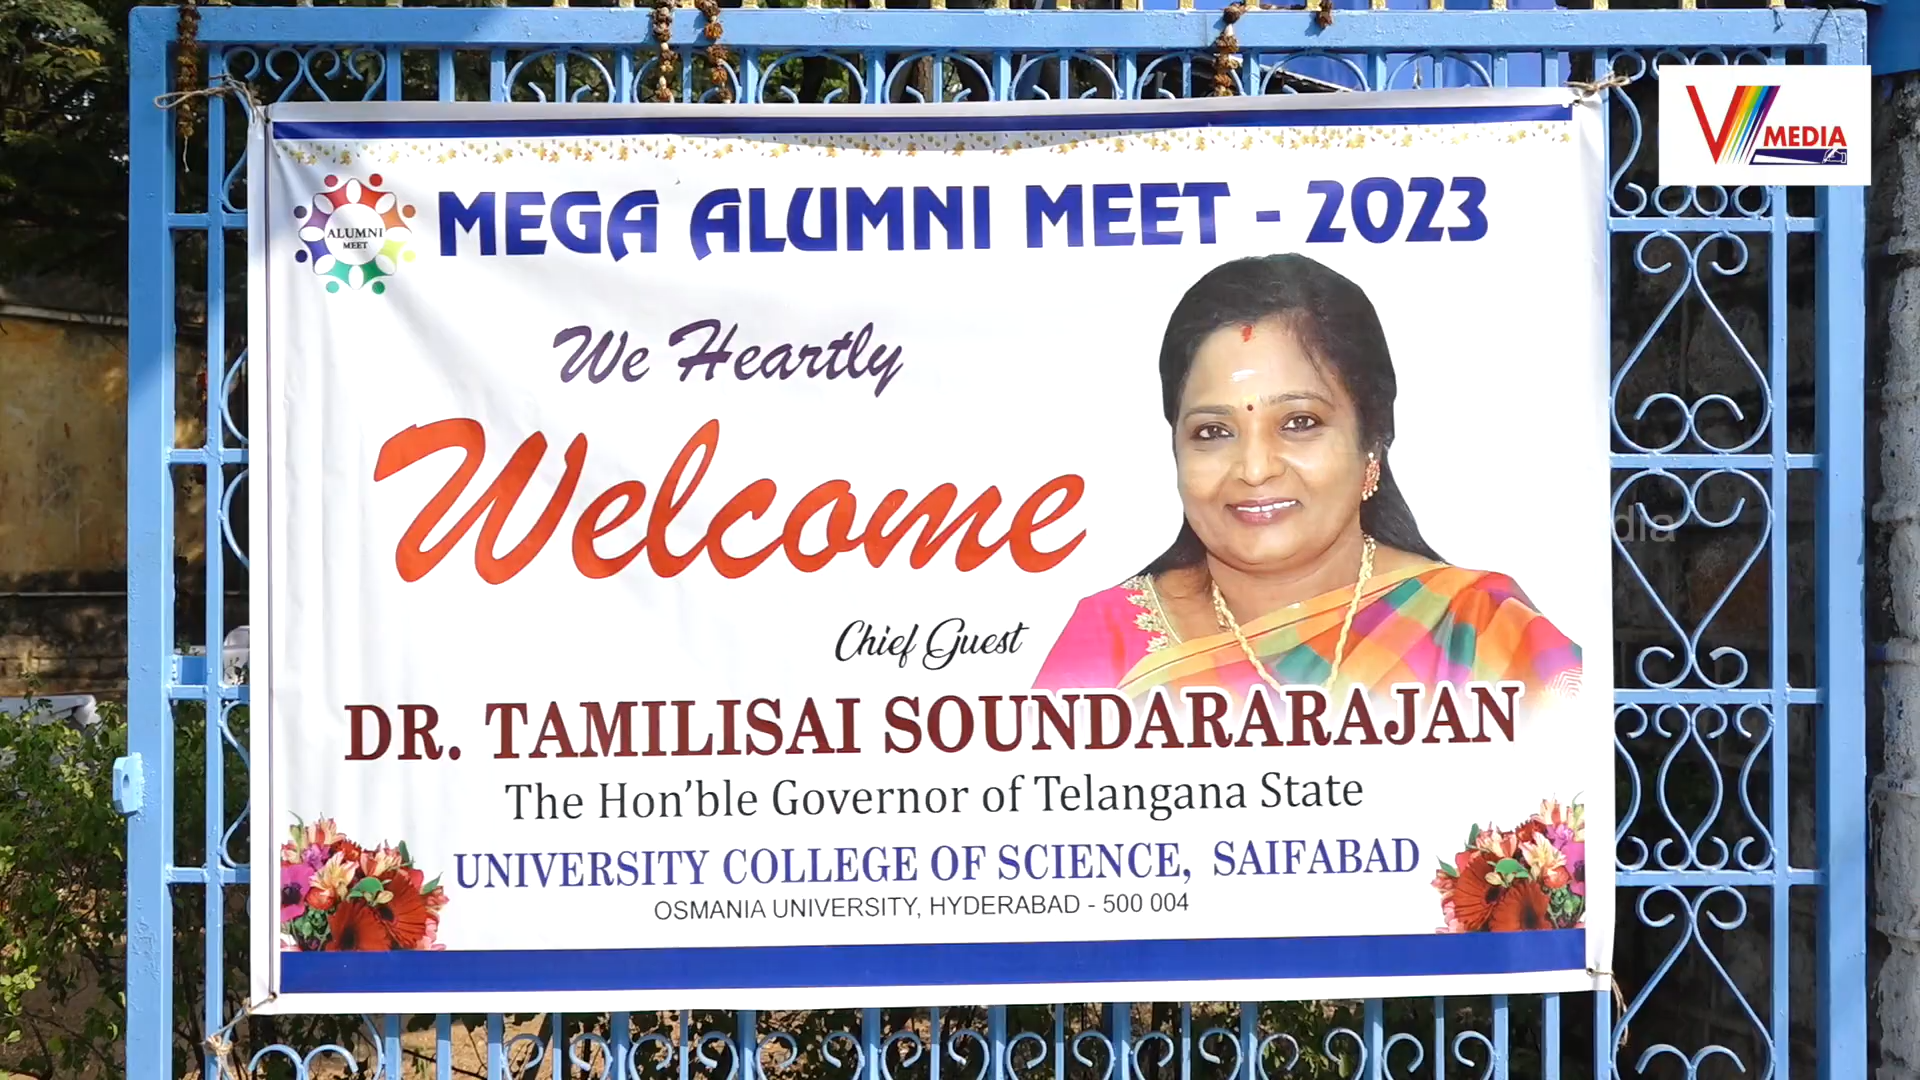 MEGA ALUMNI MEET - 2023
ALUMNI
MEET
We Heartly
Welcome
Chief Guest
DR. TAMILISAI SOUNDARARAJAN
The Hon'ble Governor of Telangana State
UNIVERSITY COLLEGE OF SCIENCE, SAIFABAD
OSMANIA UNIVERSITY, HYDERABAD - 500 004
V MEDIA
dia